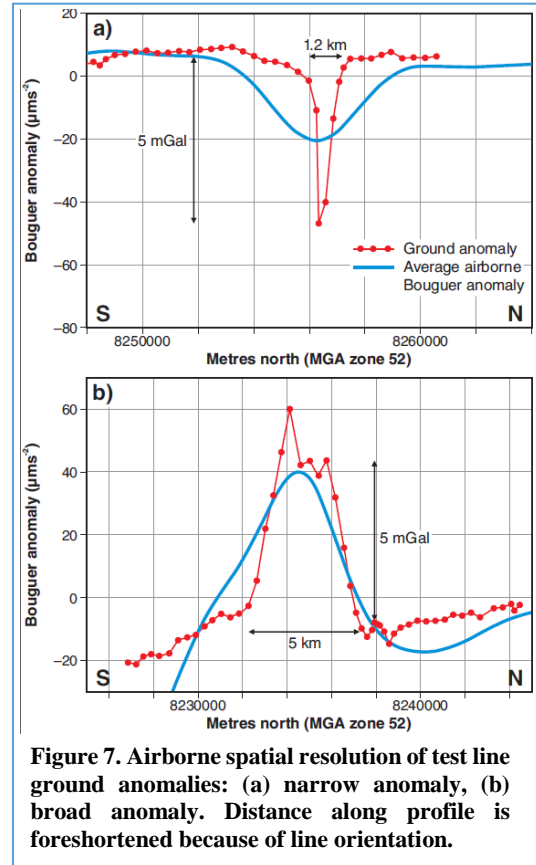 a)
20
0
−20
−40
−60
−80
Bouguer anomaly (µms⁻²)
1.2 km
5 mGal
Ground anomaly
Average airborne
Bouguer anomaly
S
N
8250000
8260000
Metres north (MGA zone 52)
b)
60
40
20
0
−20
Bouguer anomaly (µms⁻²)
5 mGal
5 km
S
N
8230000
8240000
Metres north (MGA zone 52)
Figure 7. Airborne spatial resolution of test line
ground anomalies: (a) narrow anomaly, (b)
broad anomaly. Distance along profile is
foreshortened because of line orientation.